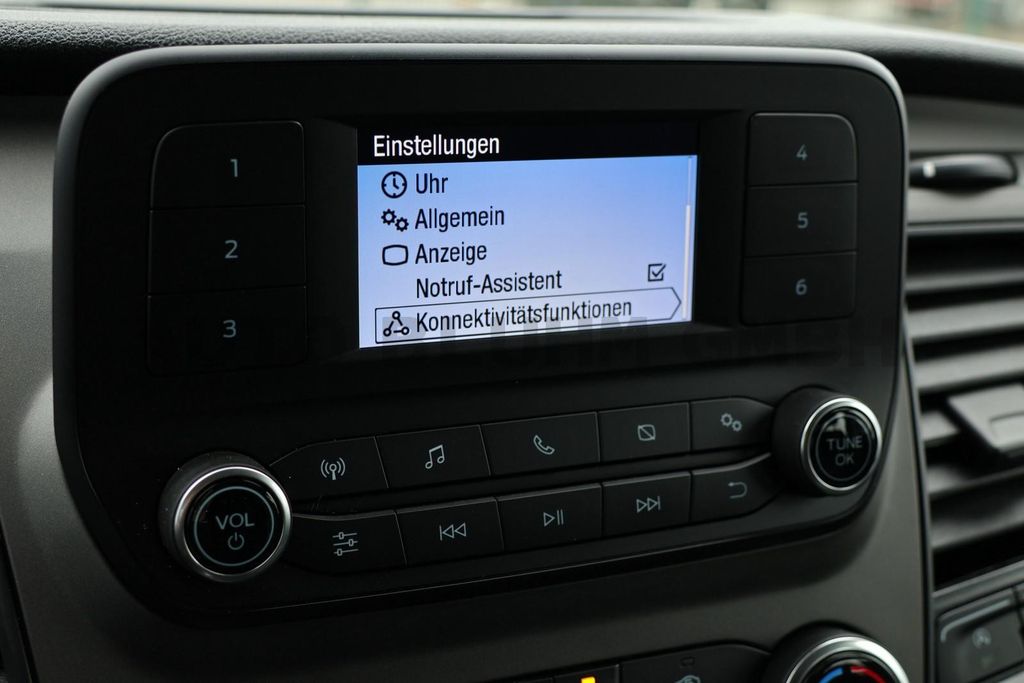 Einstellungen
Uhr
Allgemein
Anzeige
Notruf-Assistent
Konnektivitätsfunktionen
1
2
3
4
5
6
VOL
TUNE
OK